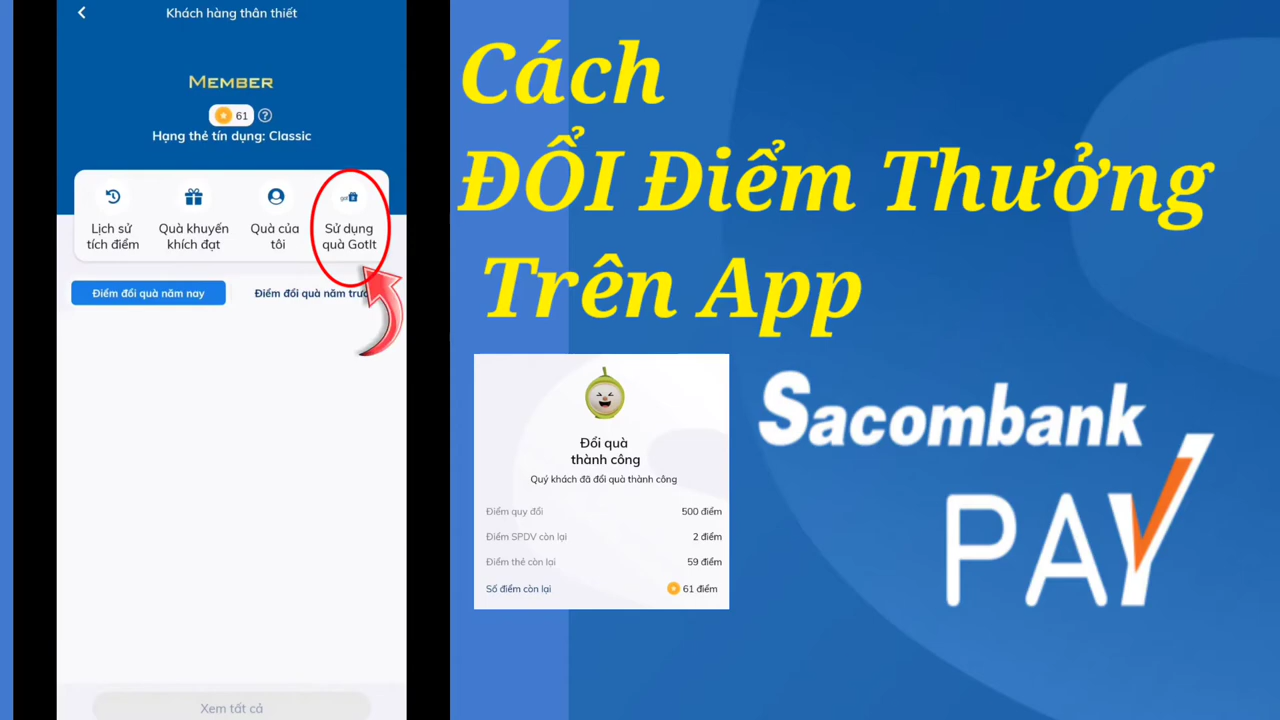 Khách hàng thân thiết
MEMBER
61 ?
Hạng thẻ tín dụng: Classic
Lịch sử
tích điểm
Quà khuyến
khích đạt
Quà của
tôi
got it
Sử dụng
quà GotIt
Điểm đổi quà năm nay
Điểm đổi quà năm
Xem tất cả
Cách
ĐỔI Điểm Thưởng
Trên App
Đổi quà
thành công
Quý khách đã đổi quà thành công
Điểm quy đổi 500 điểm
Điểm SPDV còn lại 2 điểm
Điểm thẻ còn lại 59 điểm
Số điểm còn lại 61 điểm
Sacombank
PAY